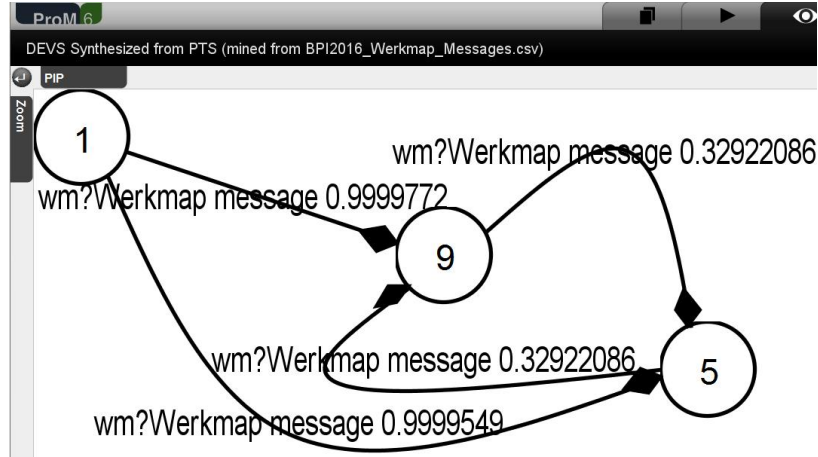 ProM 6
DEVS Synthesized from PTS (mined from BPI2016_Werkmap_Messages.csv)
PIP
Zoom
1
wm?Werkmap message 0.32922086
wm?Werkmap message 0.9999772
9
wm?Werkmap message 0.32922086
5
wm?Werkmap message 0.9999549